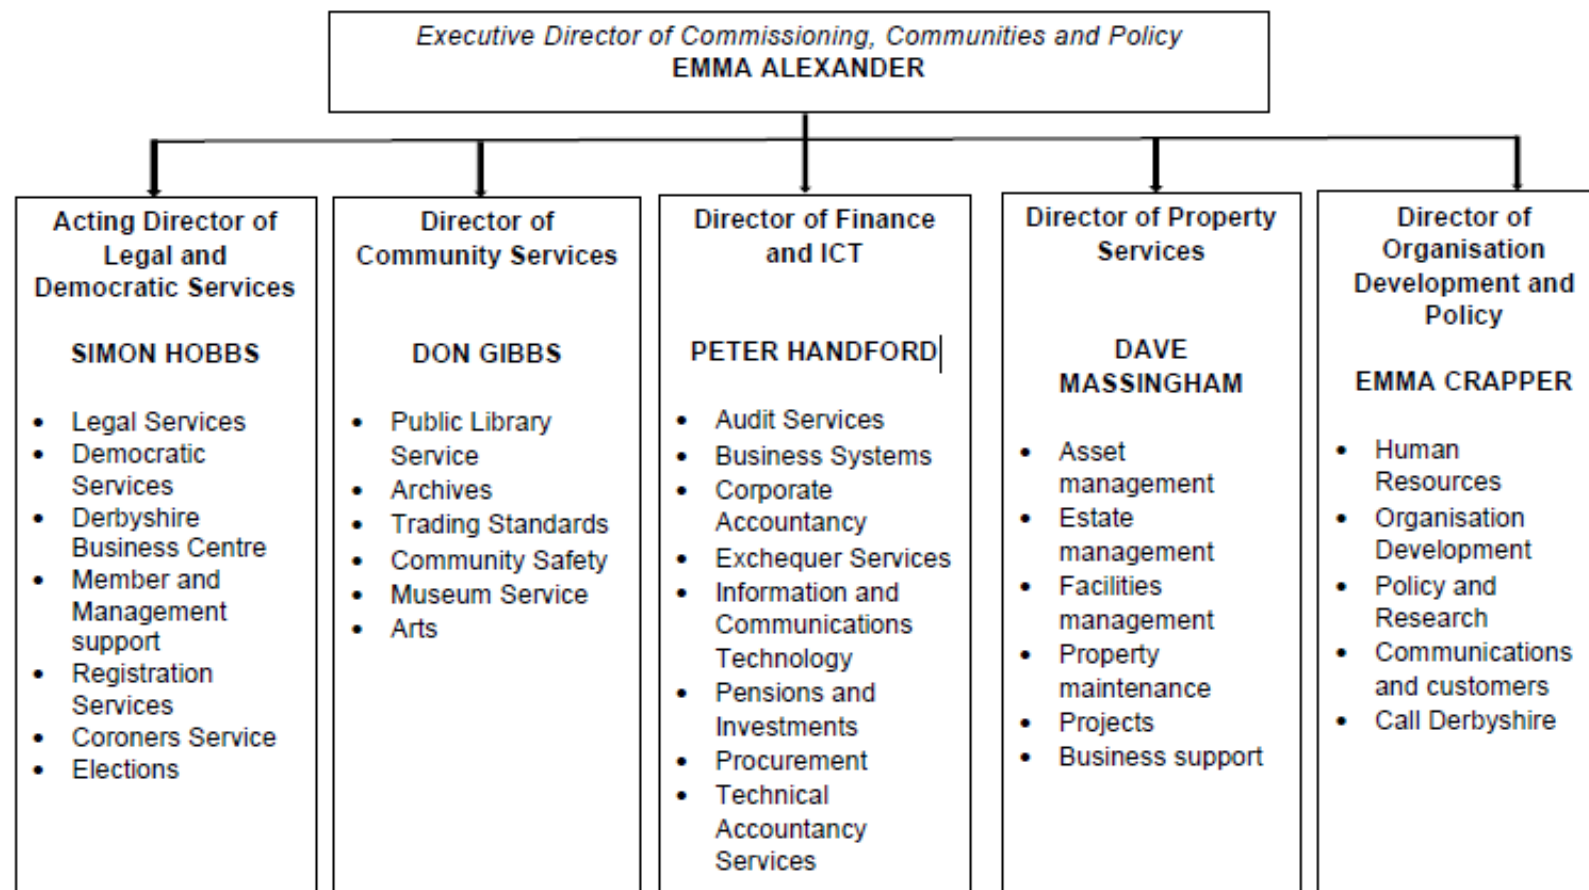 Executive Director of Commissioning, Communities and Policy
EMMA ALEXANDER
Acting Director of
Legal and
Democratic Services
SIMON HOBBS
• Legal Services
• Democratic
Services
• Derbyshire
Business Centre
• Member and
Management
support
• Registration
Services
• Coroners Service
• Elections
Director of
Community Services
DON GIBBS
• Public Library
Service
• Archives
• Trading Standards
• Community Safety
• Museum Service
• Arts
Director of Finance
and ICT
PETER HANDFORD
• Audit Services
• Business Systems
• Corporate
Accountancy
• Exchequer Services
• Information and
Communications
Technology
• Pensions and
Investments
• Procurement
• Technical
Accountancy
Services
Director of Property
Services
DAVE
MASSINGHAM
• Asset
management
• Estate
management
• Facilities
management
• Property
maintenance
• Projects
• Business support
Director of
Organisation
Development and
Policy
EMMA CRAPPER
• Human
Resources
• Organisation
Development
• Policy and
Research
• Communications
and customers
• Call Derbyshire